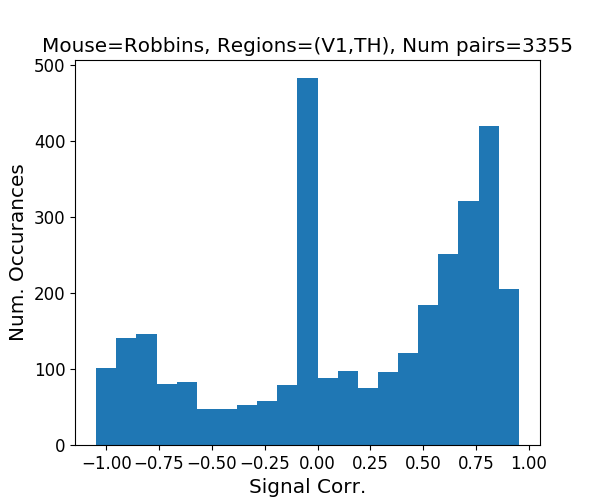 Mouse=Robbins, Regions=(V1,TH), Num pairs=3355
500
400
300
200
100
0
Num. Occurances
−1.00 −0.75 −0.50 −0.25 0.00 0.25 0.50 0.75 1.00
Signal Corr.